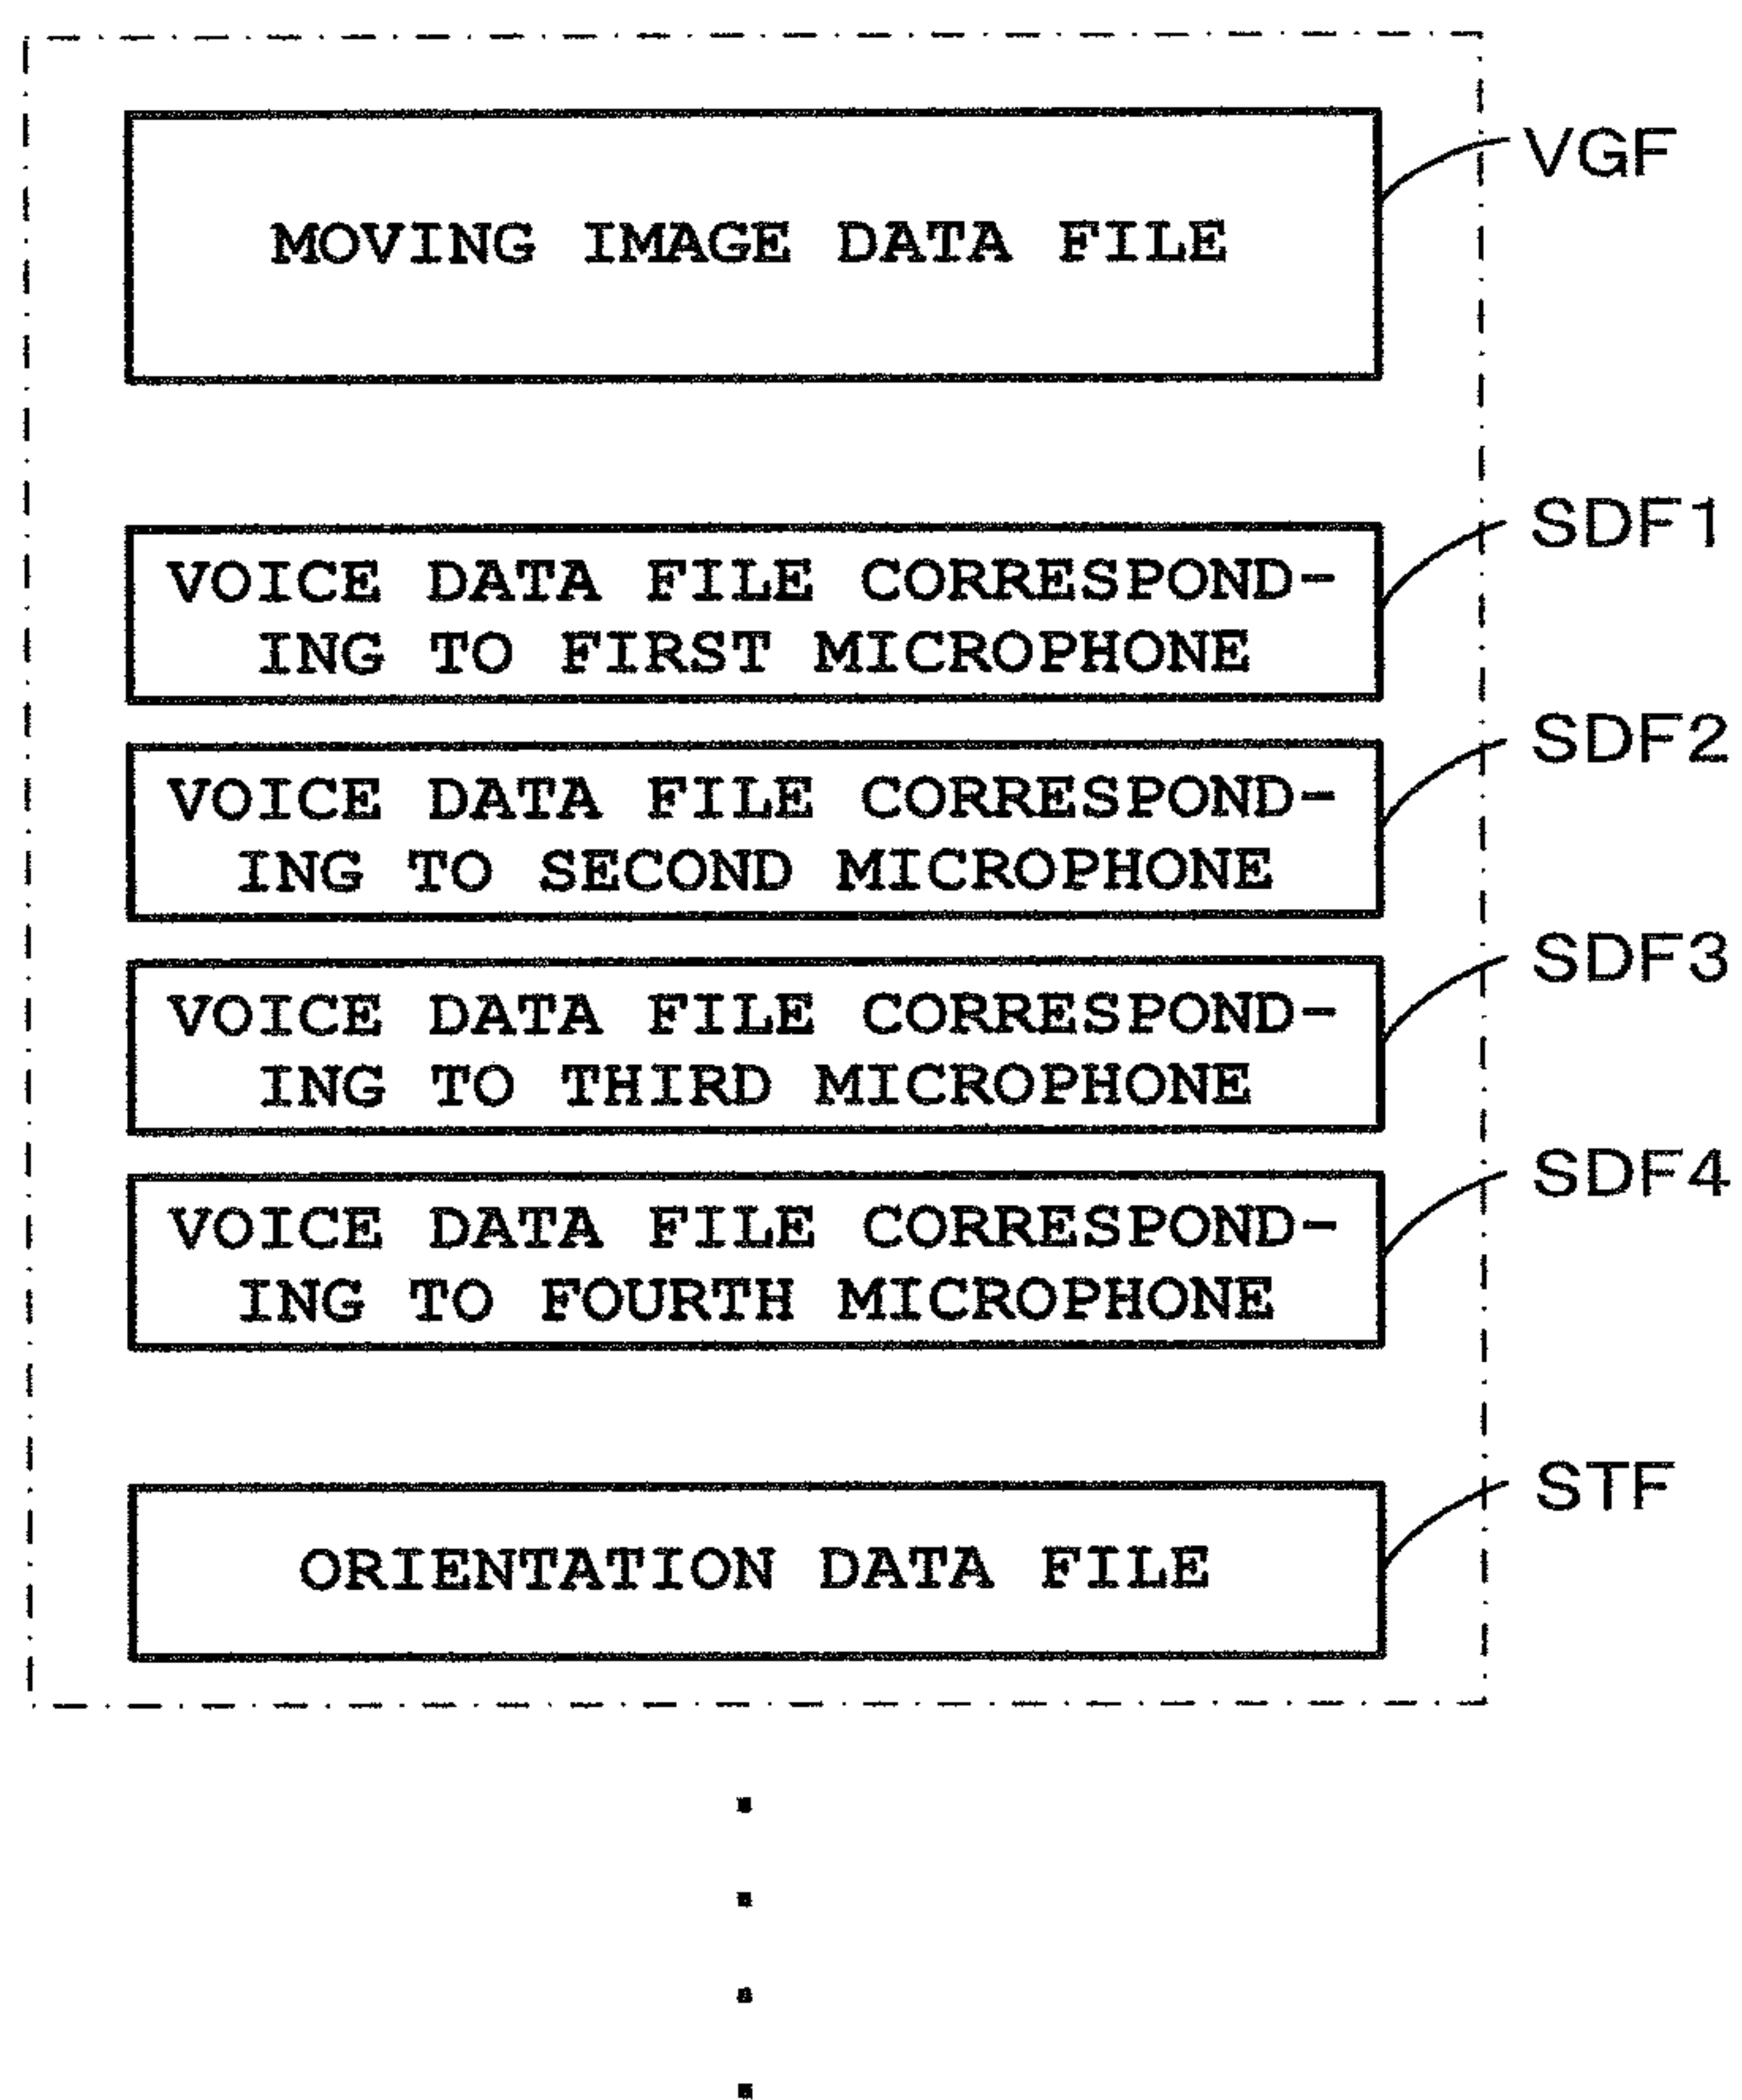 MOVING IMAGE DATA FILE
VGF
VOICE DATA FILE CORRESPOND-
ING TO FIRST MICROPHONE
SDF1
VOICE DATA FILE CORRESPOND-
ING TO SECOND MICROPHONE
SDF2
VOICE DATA FILE CORRESPOND-
ING TO THIRD MICROPHONE
SDF3
VOICE DATA FILE CORRESPOND-
ING TO FOURTH MICROPHONE
SDF4
ORIENTATION DATA FILE
STF